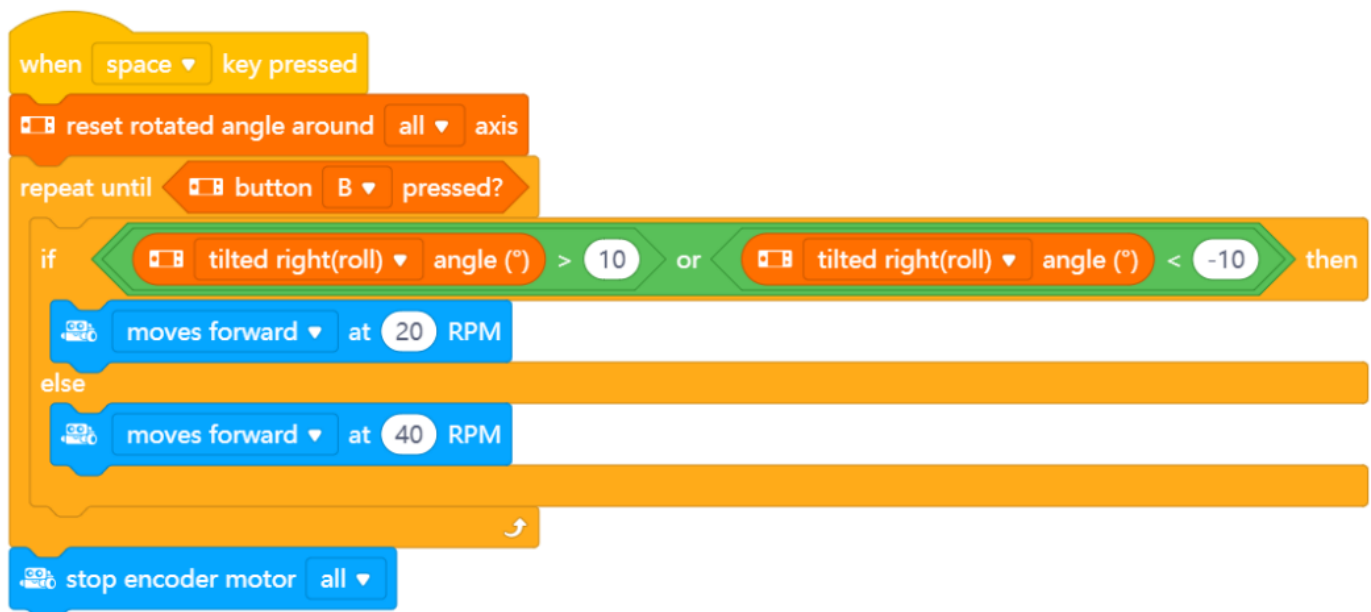 when space ▼ key pressed
reset rotated angle around all ▼ axis
repeat until button B ▼ pressed?
if tilted right(roll) ▼ angle (°) > 10 or tilted right(roll) ▼ angle (°) < -10 then
moves forward ▼ at 20 RPM
else
moves forward ▼ at 40 RPM
stop encoder motor all ▼